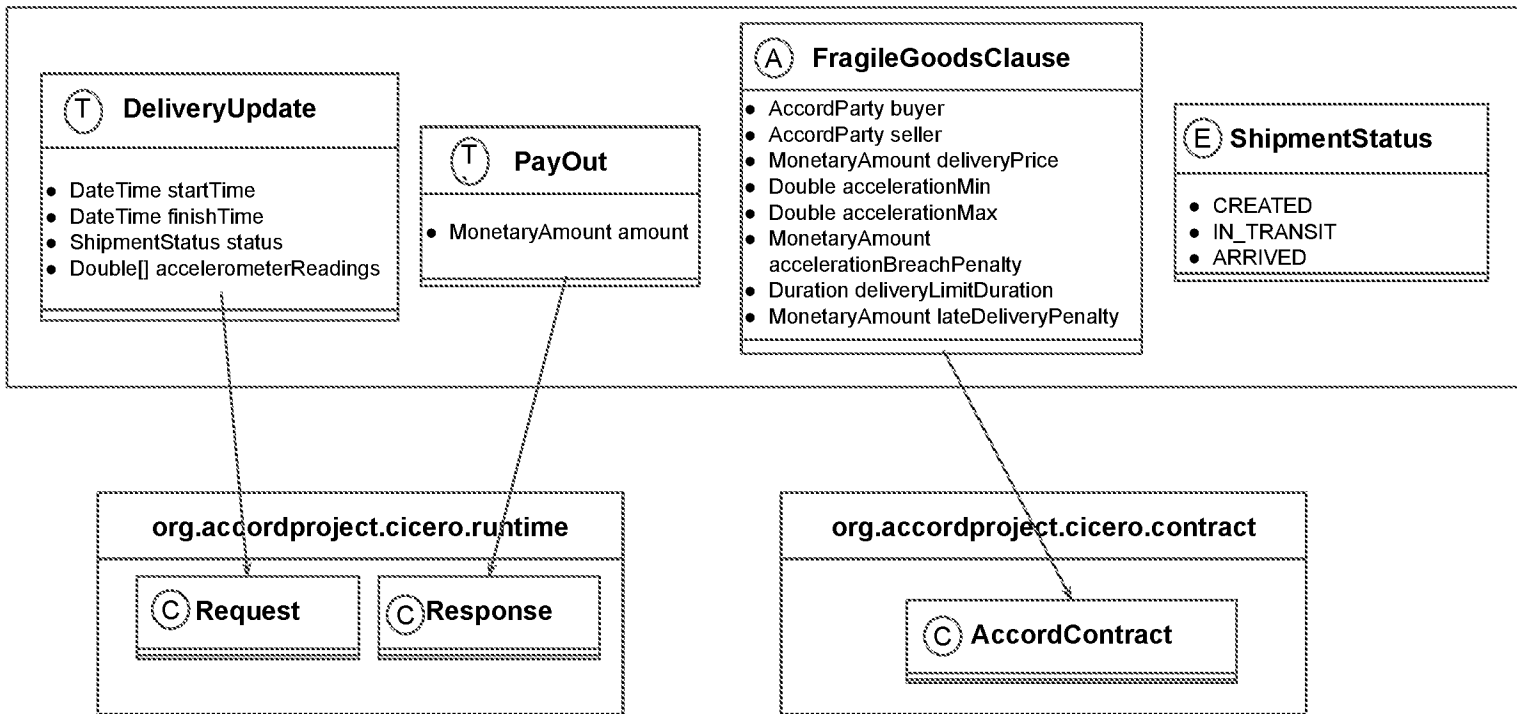 T DeliveryUpdate
● DateTime startTime
● DateTime finishTime
● ShipmentStatus status
● Double[] accelerometerReadings
T PayOut
● MonetaryAmount amount
A FragileGoodsClause
● AccordParty buyer
● AccordParty seller
● MonetaryAmount deliveryPrice
● Double accelerationMin
● Double accelerationMax
● MonetaryAmount
accelerationBreachPenalty
● Duration deliveryLimitDuration
● MonetaryAmount lateDeliveryPenalty
E ShipmentStatus
● CREATED
● IN_TRANSIT
● ARRIVED
org.accordproject.cicero.runtime
C Request
C Response
org.accordproject.cicero.contract
C AccordContract